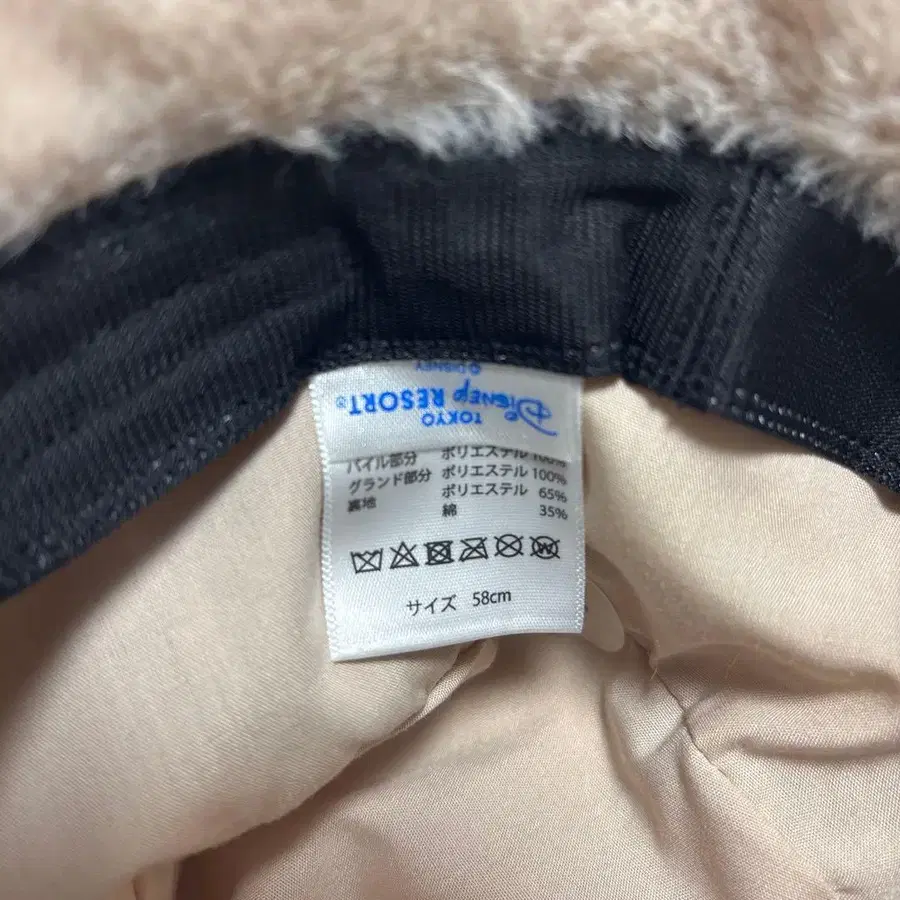 © DISNEY
TOKYO
Disney RESORT®
パイル部分 ポリエステル 100%
グランド部分 ポリエステル 100%
裏地 ポリエステル 65%
綿 35%
サイズ 58cm